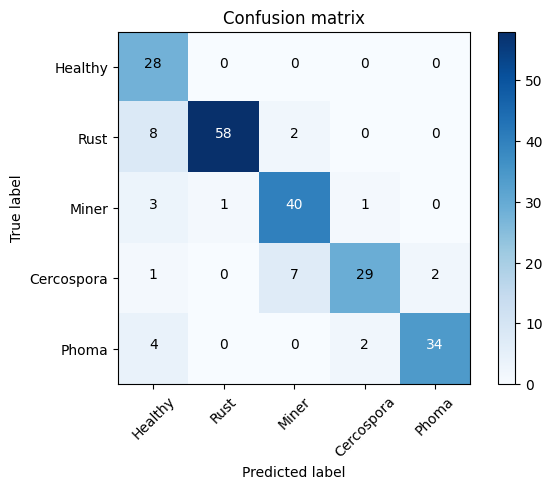 Confusion matrix
Healthy 28 0 0 0 0
Rust 8 58 2 0 0
Miner 3 1 40 1 0
Cercospora 1 0 7 29 2
Phoma 4 0 0 2 34
Healthy Rust Miner Cercospora Phoma
Predicted label
True label
50
40
30
20
10
0